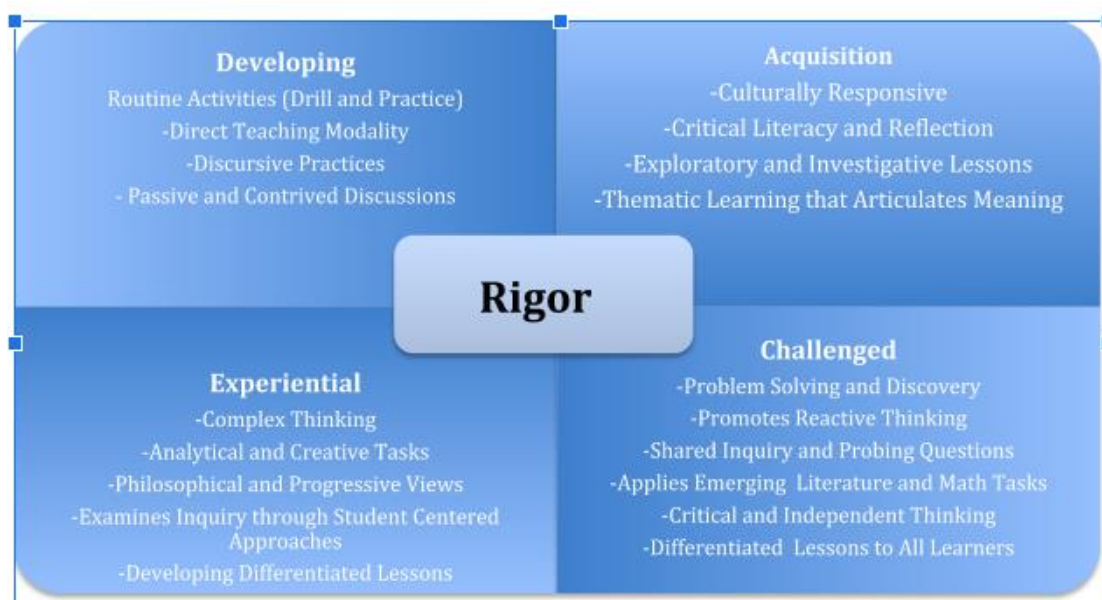 Developing
Routine Activities (Drill and Practice)
-Direct Teaching Modality
-Discursive Practices
- Passive and Contrived Discussions
Acquisition
-Culturally Responsive
-Critical Literacy and Reflection
-Exploratory and Investigative Lessons
-Thematic Learning that Articulates Meaning
Rigor
Experiential
-Complex Thinking
-Analytical and Creative Tasks
-Philosophical and Progressive Views
-Examines Inquiry through Student Centered
Approaches
-Developing Differentiated Lessons
Challenged
-Problem Solving and Discovery
-Promotes Reactive Thinking
-Shared Inquiry and Probing Questions
-Applies Emerging  Literature and Math Tasks
-Critical and Independent Thinking
-Differentiated  Lessons to All Learners